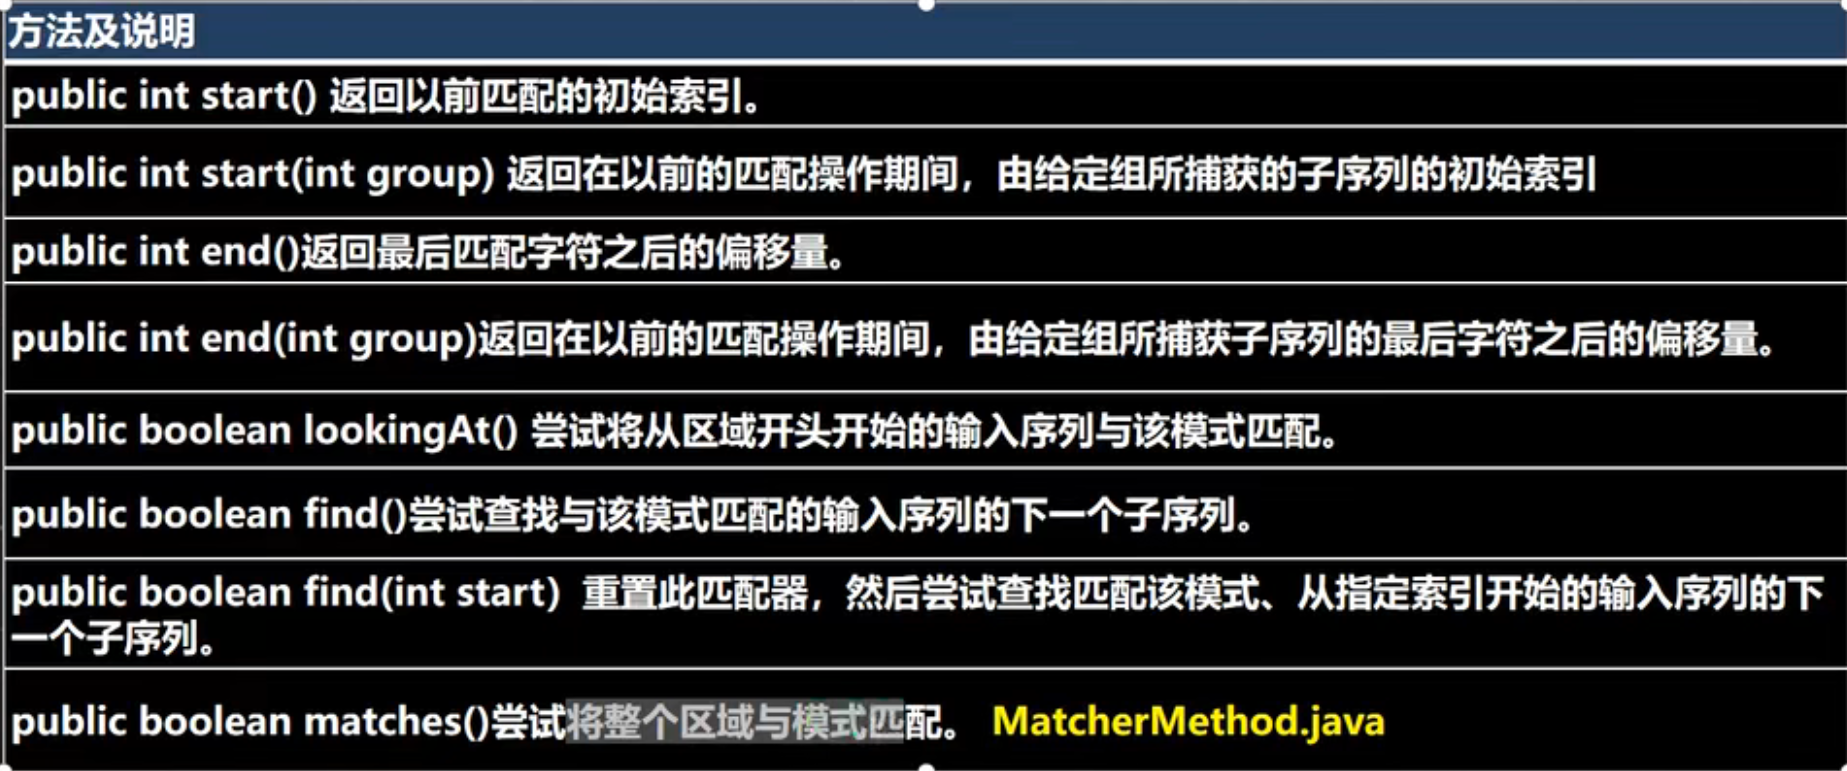 方法及说明
public int start() 返回以前匹配的初始索引。
public int start(int group) 返回在以前的匹配操作期间，由给定组所捕获的子序列的初始索引
public int end()返回最后匹配字符之后的偏移量。
public int end(int group)返回在以前的匹配操作期间，由给定组所捕获子序列的最后字符之后的偏移量。
public boolean lookingAt() 尝试将从区域开头开始的输入序列与该模式匹配。
public boolean find()尝试查找与该模式匹配的输入序列的下一个子序列。
public boolean find(int start）重置此匹配器，然后尝试查找匹配该模式、从指定索引开始的输入序列的下
一个子序列。
public boolean matches()尝试将整个区域与模式匹配。 MatcherMethod.java